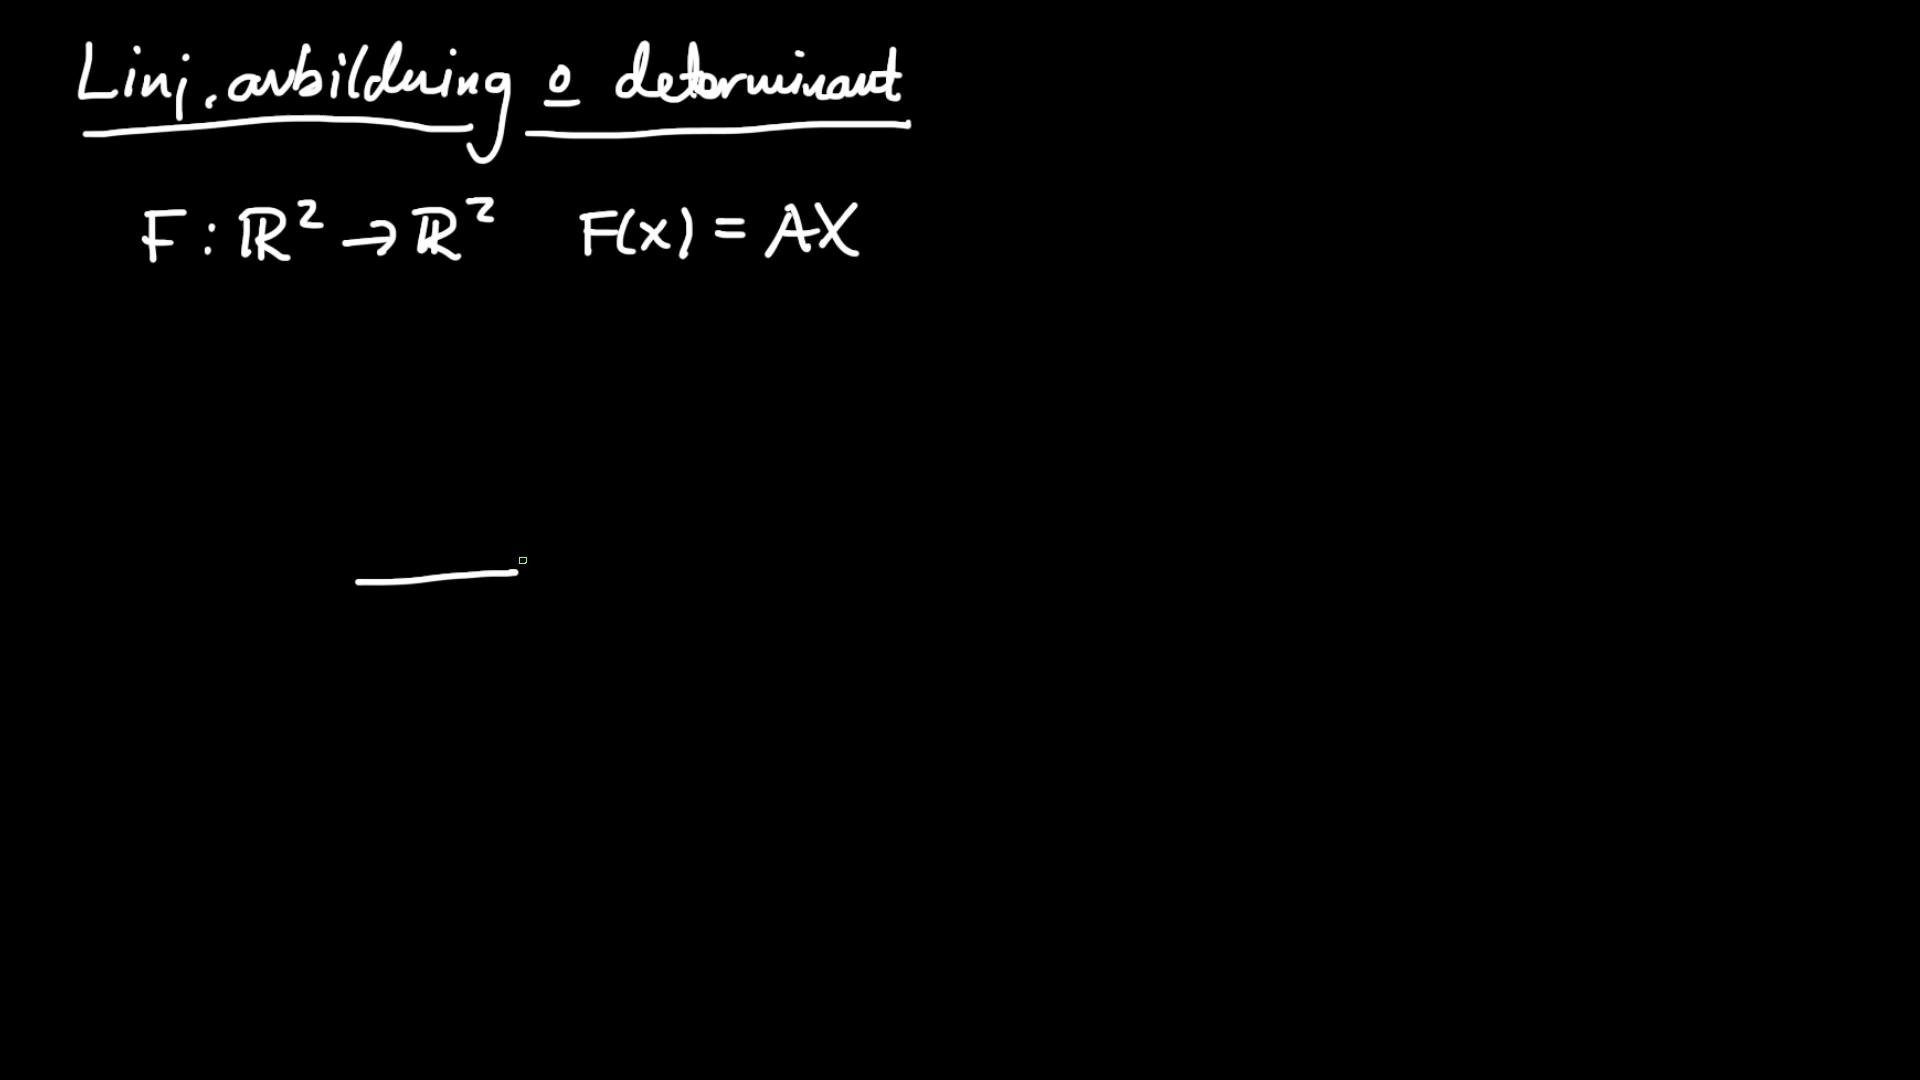 Linj. avbildning o determinant
F : ℝ² → ℝ² F(x) = AX